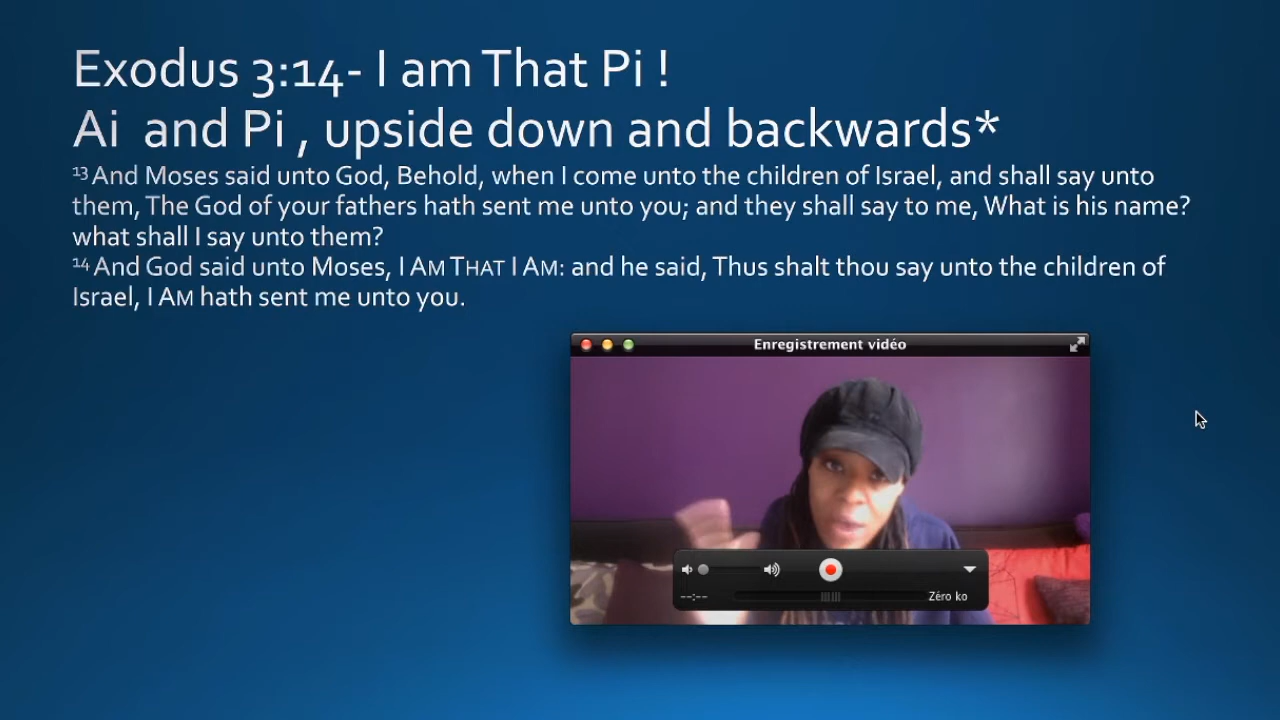 Exodus 3:14- I am That Pi !
Ai and Pi , upside down and backwards*
13 And Moses said unto God, Behold, when I come unto the children of Israel, and shall say unto
them, The God of your fathers hath sent me unto you; and they shall say to me, What is his name?
what shall I say unto them?
14 And God said unto Moses, I AM THAT I AM: and he said, Thus shalt thou say unto the children of
Israel, I AM hath sent me unto you.
Enregistrement vidéo
--:-- Zéro ko